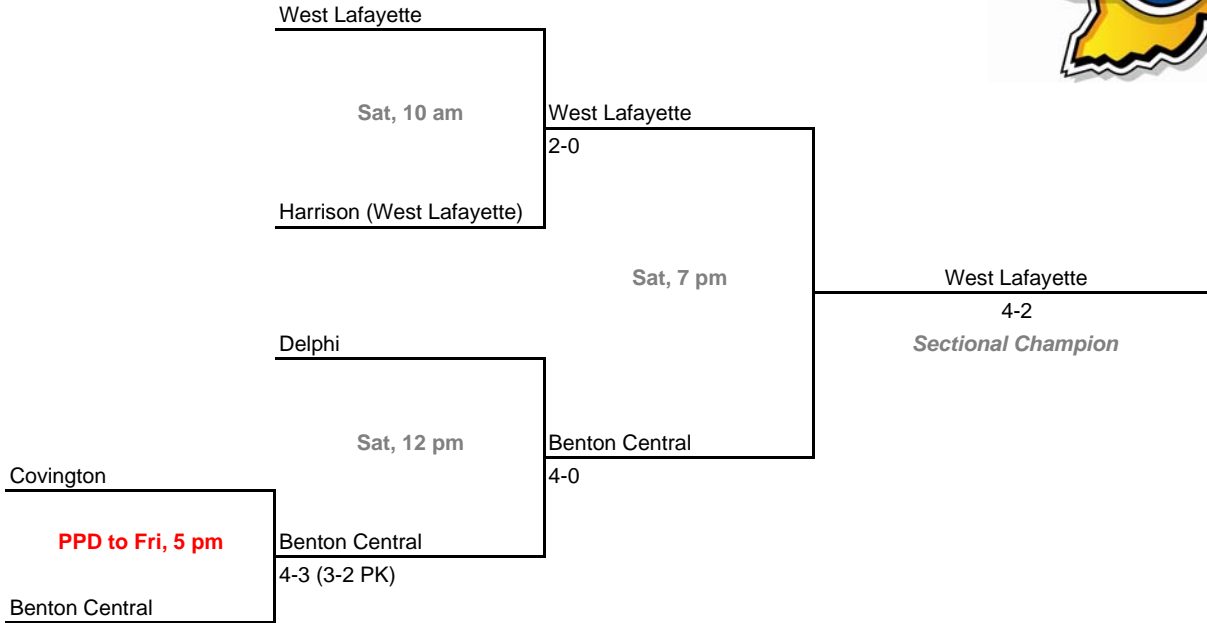 West Lafayette
Sat, 10 am
West Lafayette
2-0
Harrison (West Lafayette)
Sat, 7 pm
West Lafayette
4-2
Sectional Champion
Delphi
Sat, 12 pm
Benton Central
4-0
Covington
PPD to Fri, 5 pm
Benton Central
4-3 (3-2 PK)
Benton Central